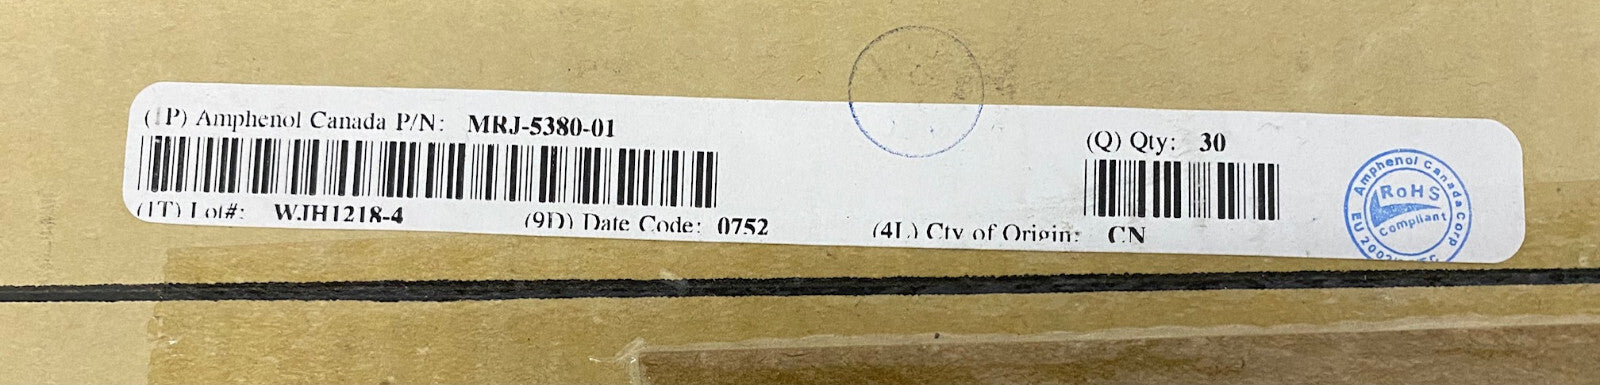 (1P) Amphenol Canada P/N: MRJ-5380-01
(Q) Qty: 30
(1T) Lot#: WJH1218-4
(9D) Date Code: 0752
(4L) Cty of Origin: CN
Amphenol Canada Corp
RoHS
Compliant
EU